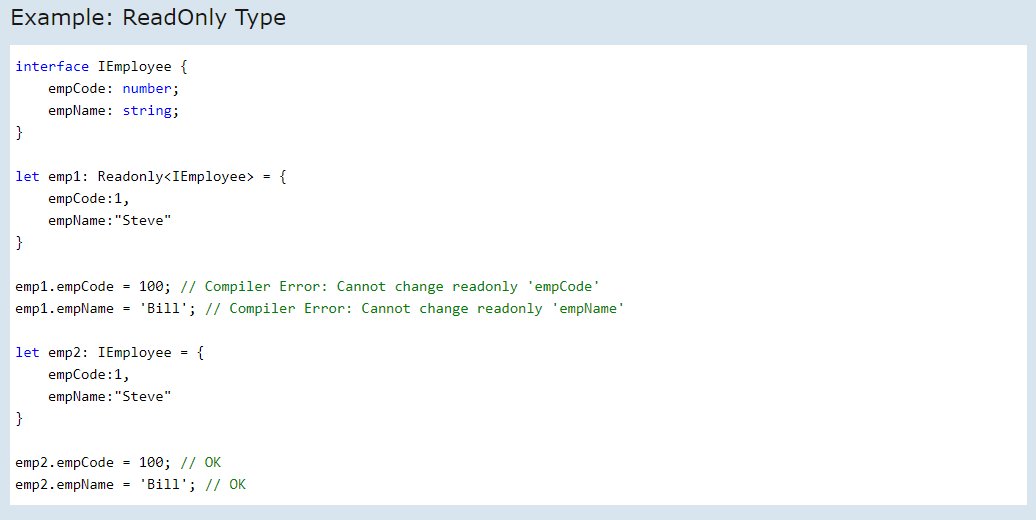 Example: ReadOnly Type
interface IEmployee {
    empCode: number;
    empName: string;
}
let emp1: Readonly<IEmployee> = {
    empCode:1,
    empName:"Steve"
}
emp1.empCode = 100; // Compiler Error: Cannot change readonly 'empCode'
emp1.empName = 'Bill'; // Compiler Error: Cannot change readonly 'empName'
let emp2: IEmployee = {
    empCode:1,
    empName:"Steve"
}
emp2.empCode = 100; // OK
emp2.empName = 'Bill'; // OK